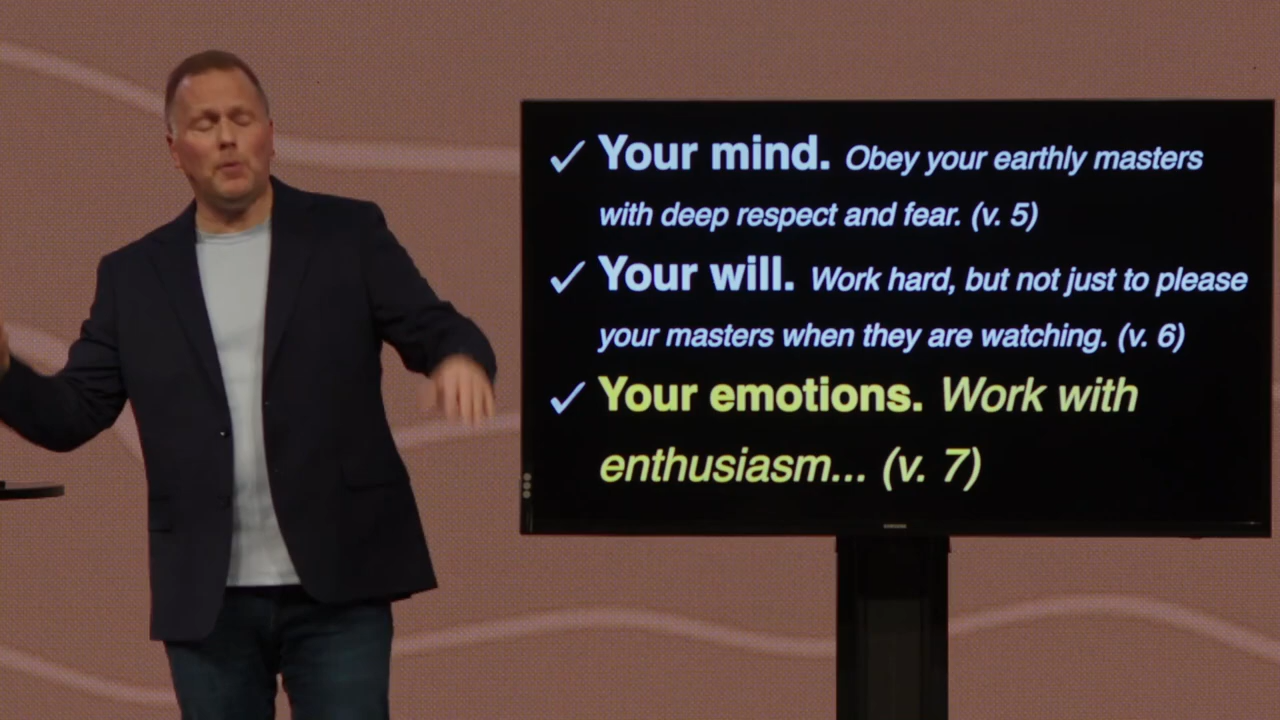 ✓ Your mind. Obey your earthly masters
with deep respect and fear. (v. 5)
✓ Your will. Work hard, but not just to please
your masters when they are watching. (v. 6)
✓ Your emotions. Work with
enthusiasm... (v. 7)
SAMSUNG